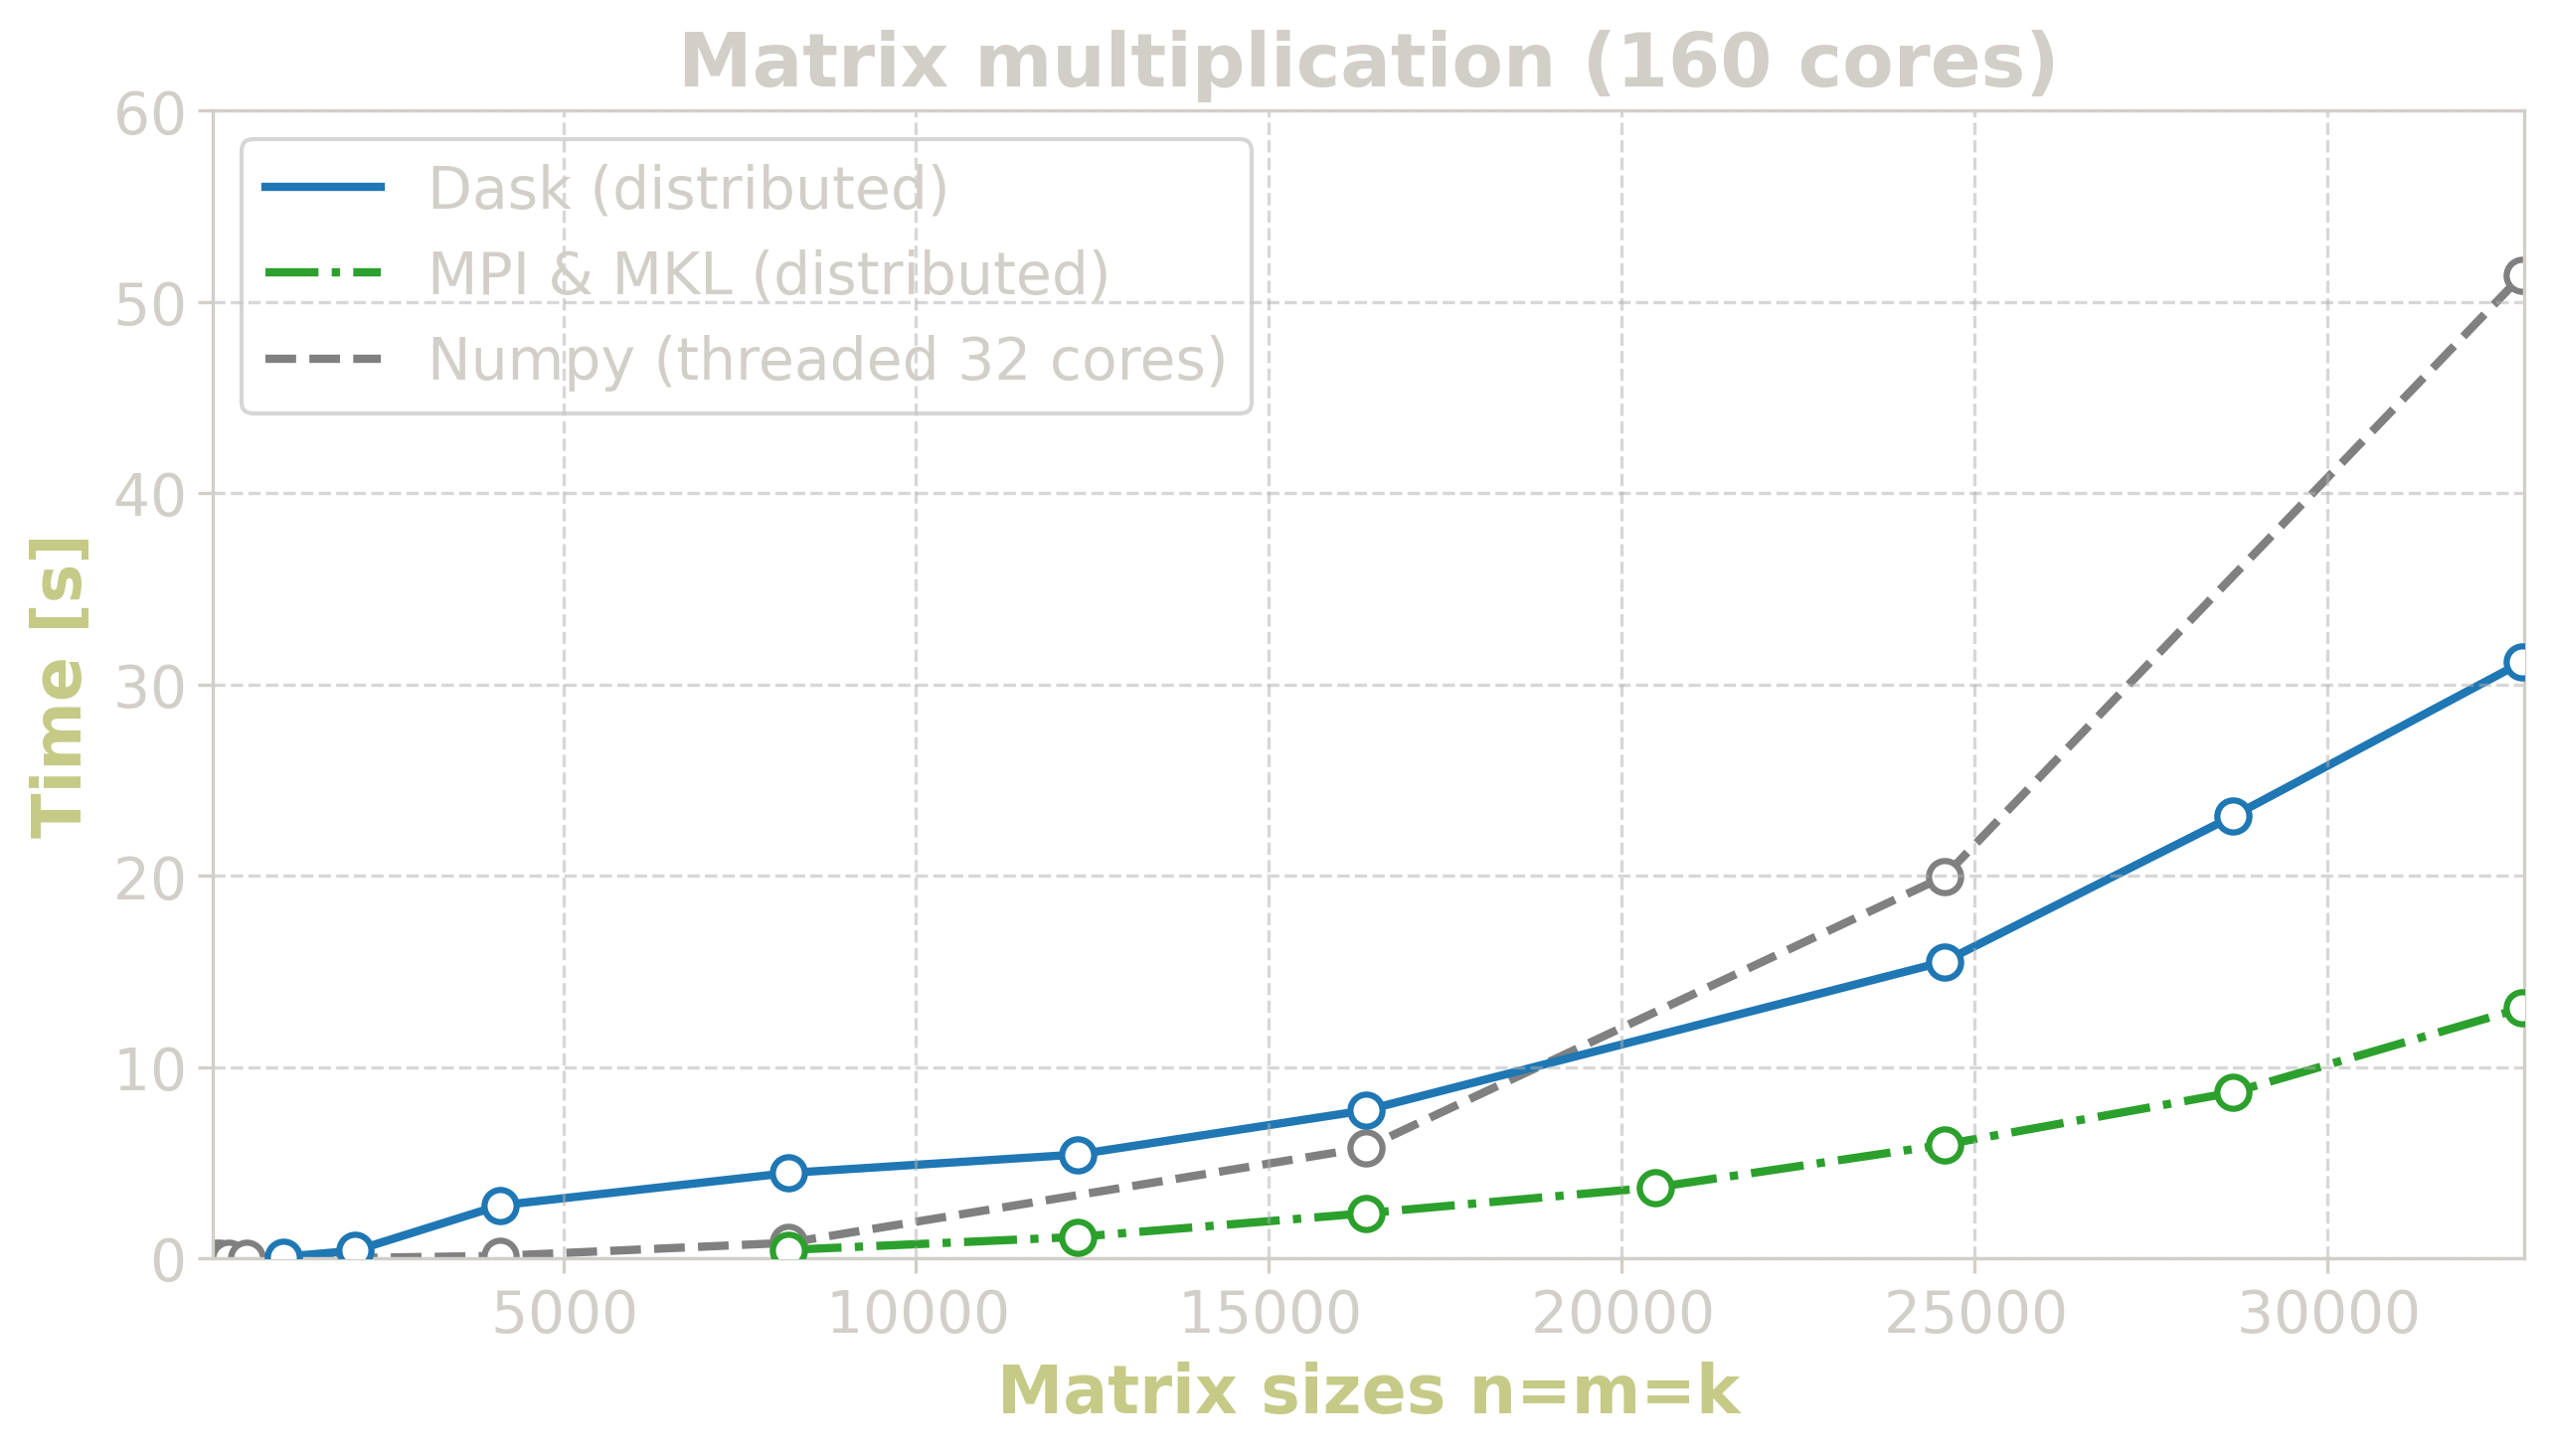 Matrix multiplication (160 cores)
60
50
40
30
20
10
0
Time [s]
Dask (distributed)
MPI & MKL (distributed)
Numpy (threaded 32 cores)
5000 10000 15000 20000 25000 30000
Matrix sizes n=m=k